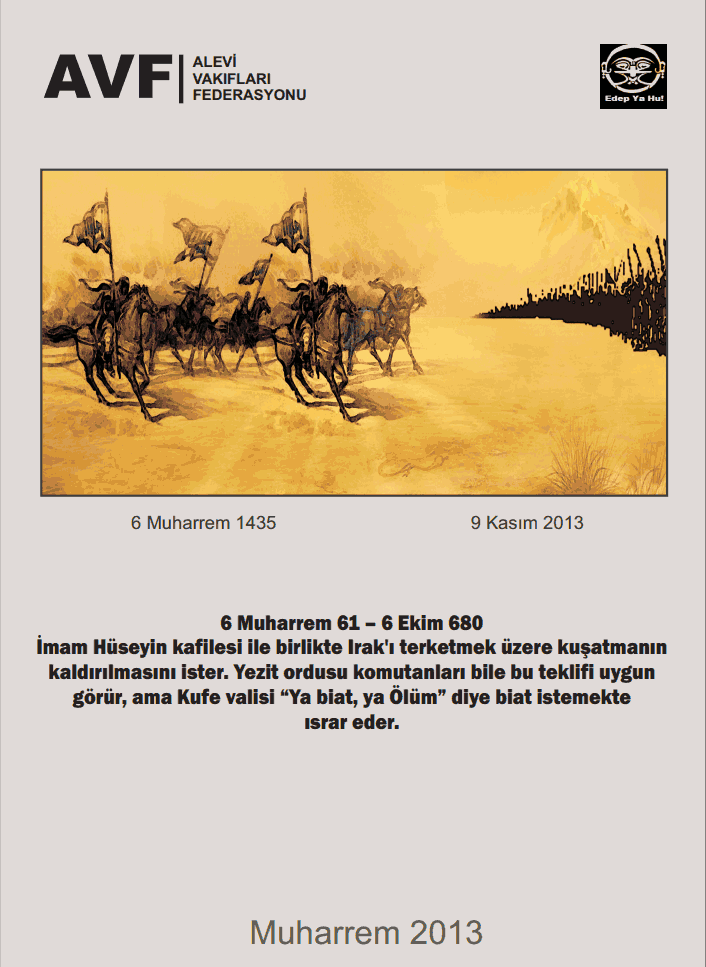 AVF
ALEVİ
VAKIFLARI
FEDERASYONU
Edep Ya Hu!
6 Muharrem 1435
9 Kasım 2013
6 Muharrem 61 – 6 Ekim 680
İmam Hüseyin kafilesi ile birlikte Irak'ı terketmek üzere kuşatmanın
kaldırılmasını ister. Yezit ordusu komutanları bile bu teklifi uygun
görür, ama Kufe valisi “Ya biat, ya Ölüm” diye biat istemekte
ısrar eder.
Muharrem 2013